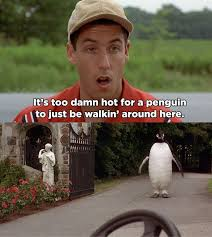 It's too damn hot for a penguin
to just be walkin' around here.